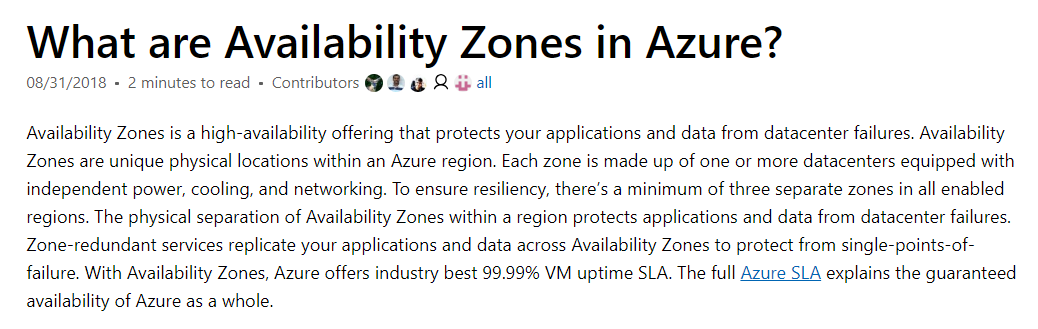 What are Availability Zones in Azure?
08/31/2018 • 2 minutes to read • Contributors all
Availability Zones is a high-availability offering that protects your applications and data from datacenter failures. Availability
Zones are unique physical locations within an Azure region. Each zone is made up of one or more datacenters equipped with
independent power, cooling, and networking. To ensure resiliency, there's a minimum of three separate zones in all enabled
regions. The physical separation of Availability Zones within a region protects applications and data from datacenter failures.
Zone-redundant services replicate your applications and data across Availability Zones to protect from single-points-of-
failure. With Availability Zones, Azure offers industry best 99.99% VM uptime SLA. The full Azure SLA explains the guaranteed
availability of Azure as a whole.